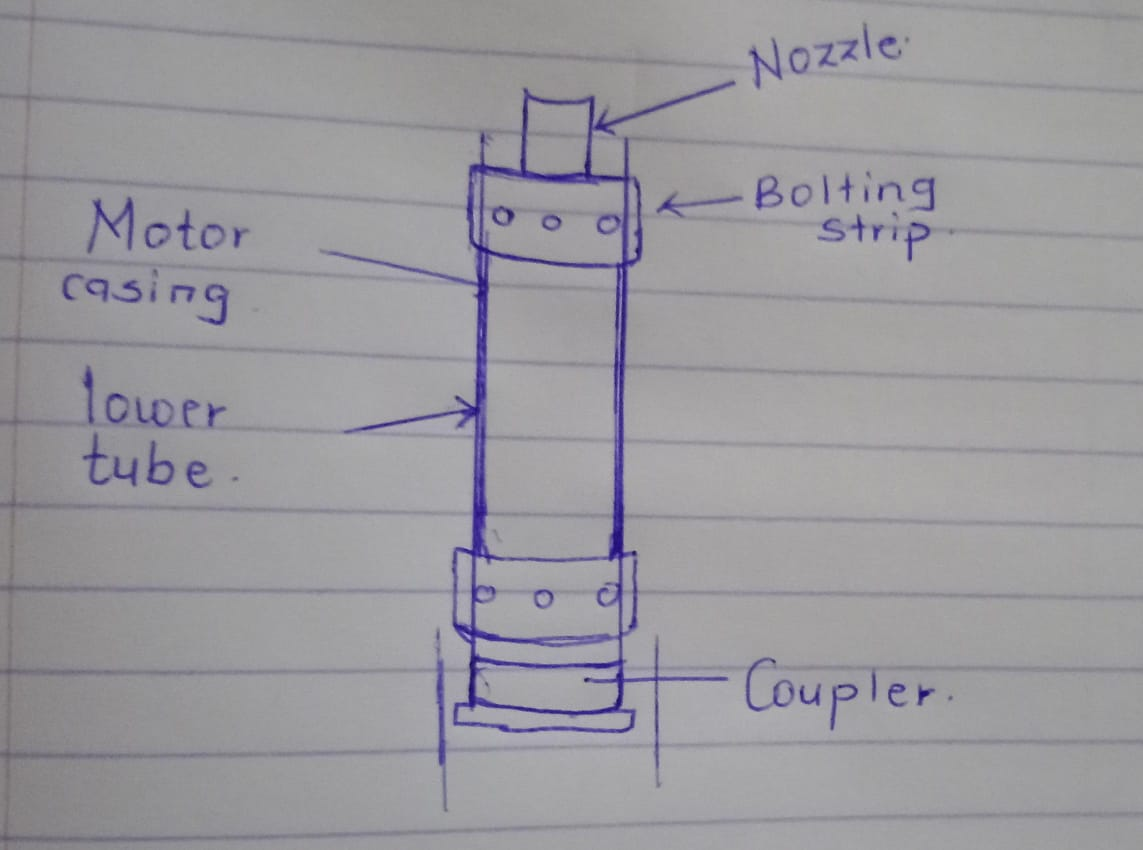 Nozzle.
Bolting
strip.
Motor
casing
lower
tube.
Coupler.